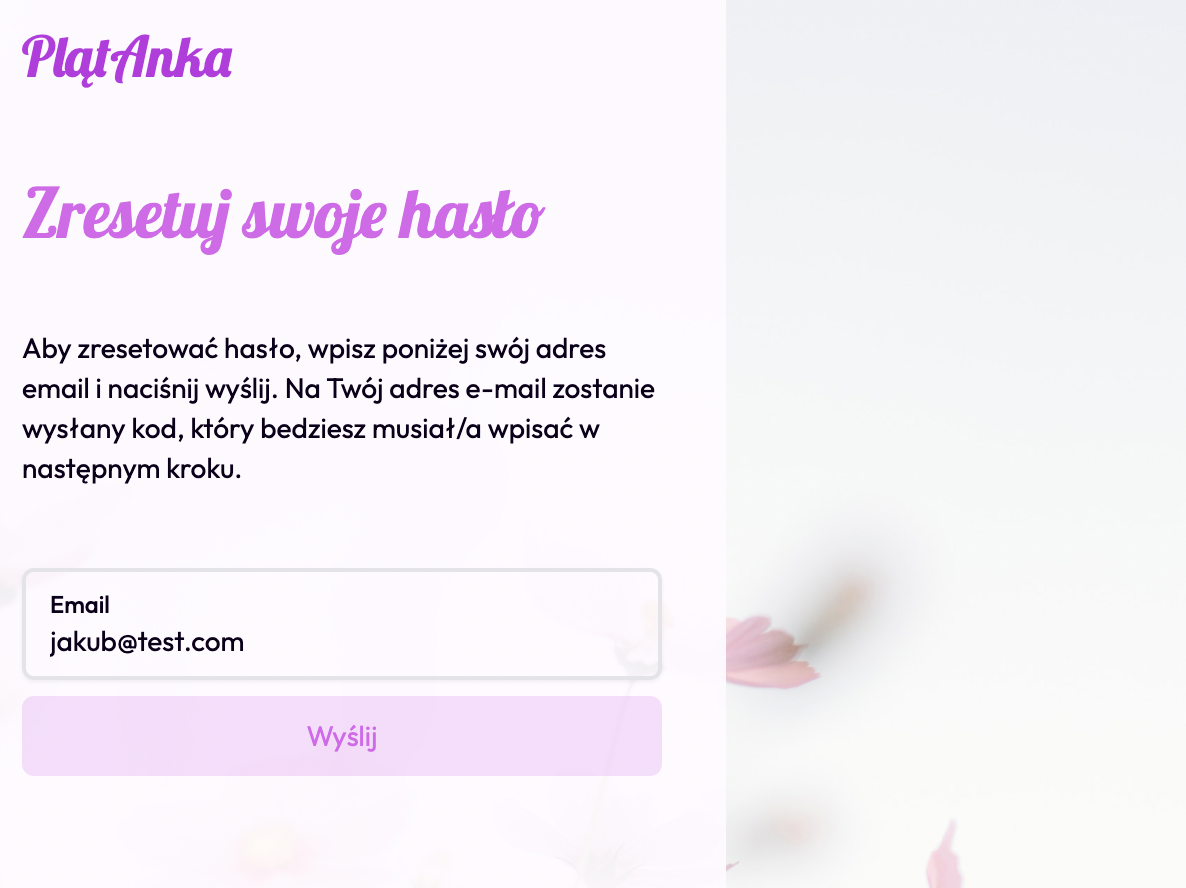 PlątAnka
Zresetuj swoje hasło
Aby zresetować hasło, wpisz poniżej swój adres
email i naciśnij wyślij. Na Twój adres e-mail zostanie
wysłany kod, który bedziesz musiał/a wpisać w
następnym kroku.
Email
jakub@test.com
Wyślij